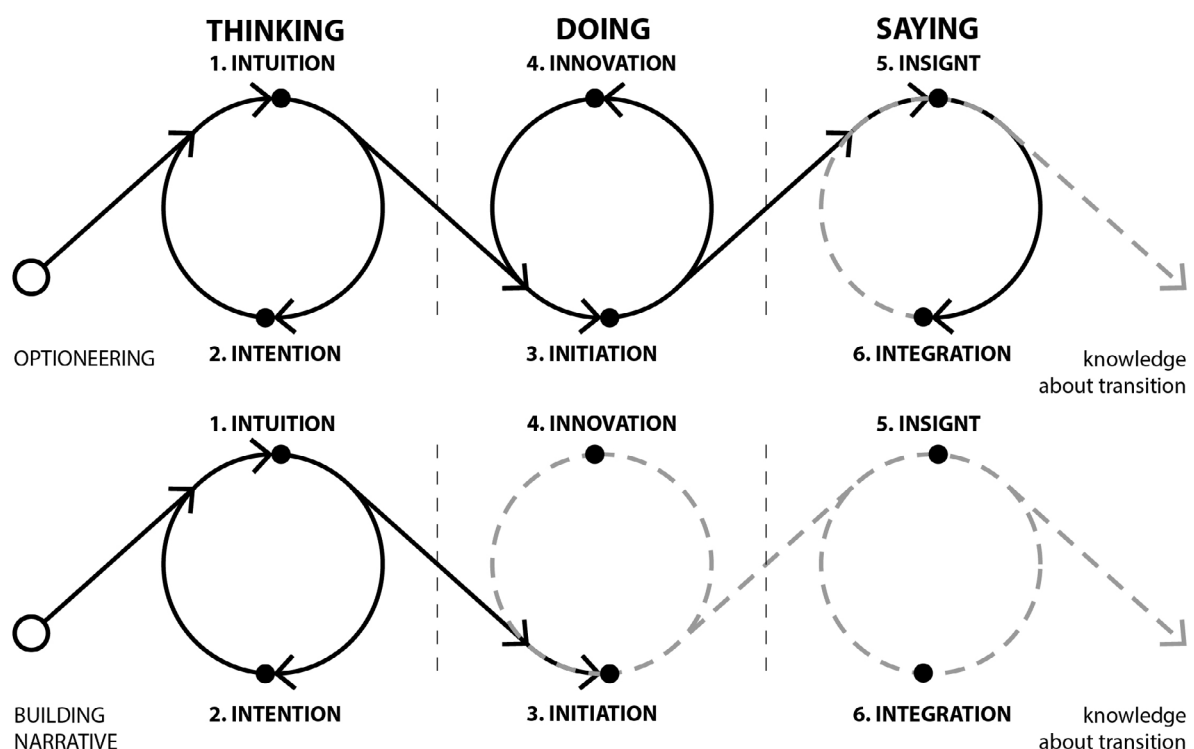 THINKING
DOING
SAYING
1. INTUITION
4. INNOVATION
5. INSIGNT
OPTIONEERING
2. INTENTION
3. INITIATION
6. INTEGRATION
knowledge
about transition
1. INTUITION
4. INNOVATION
5. INSIGNT
BUILDING
NARRATIVE
2. INTENTION
3. INITIATION
6. INTEGRATION
knowledge
about transition